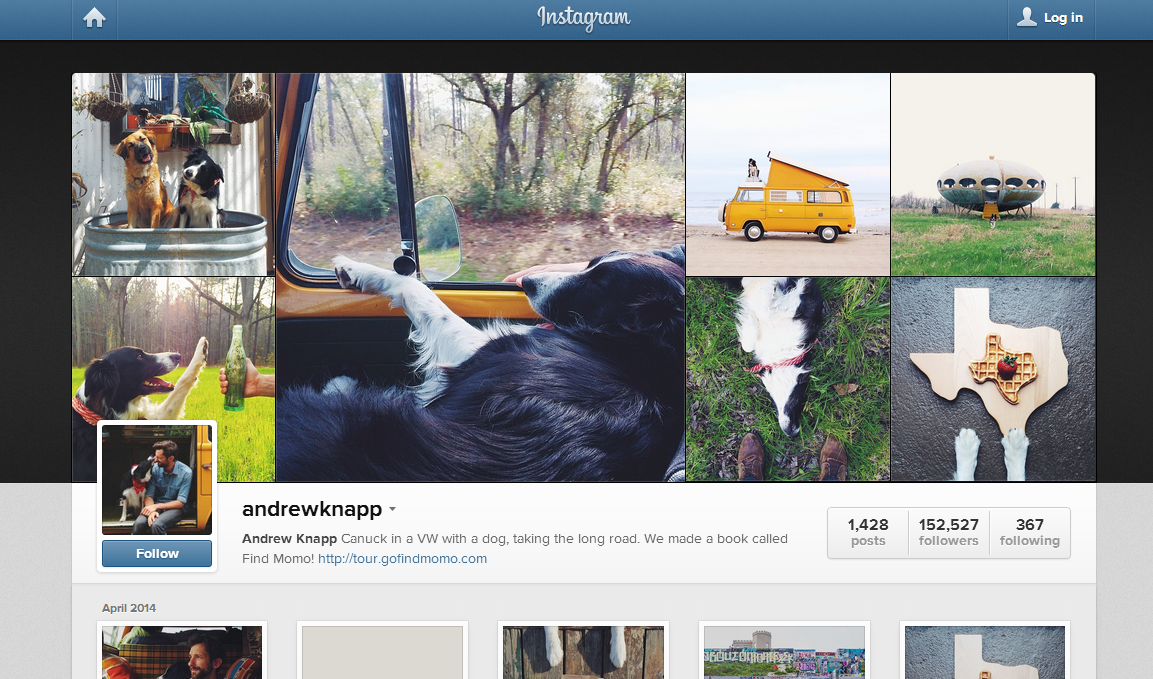 Instagram
Log in
andrewknapp
Andrew Knapp Canuck in a VW with a dog, taking the long road. We made a book called
Find Momo! http://tour.gofindmomo.com
1,428
posts
152,527
followers
367
following
Follow
April 2014